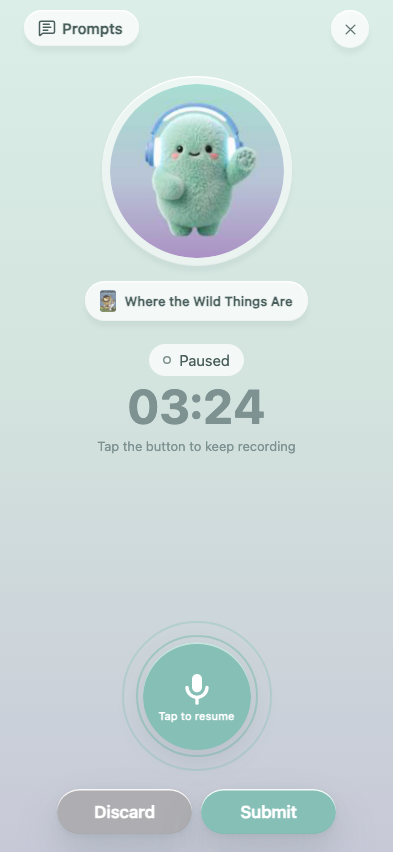 Prompts
Where the Wild Things Are
Paused
03:24
Tap the button to keep recording
Tap to resume
Discard
Submit